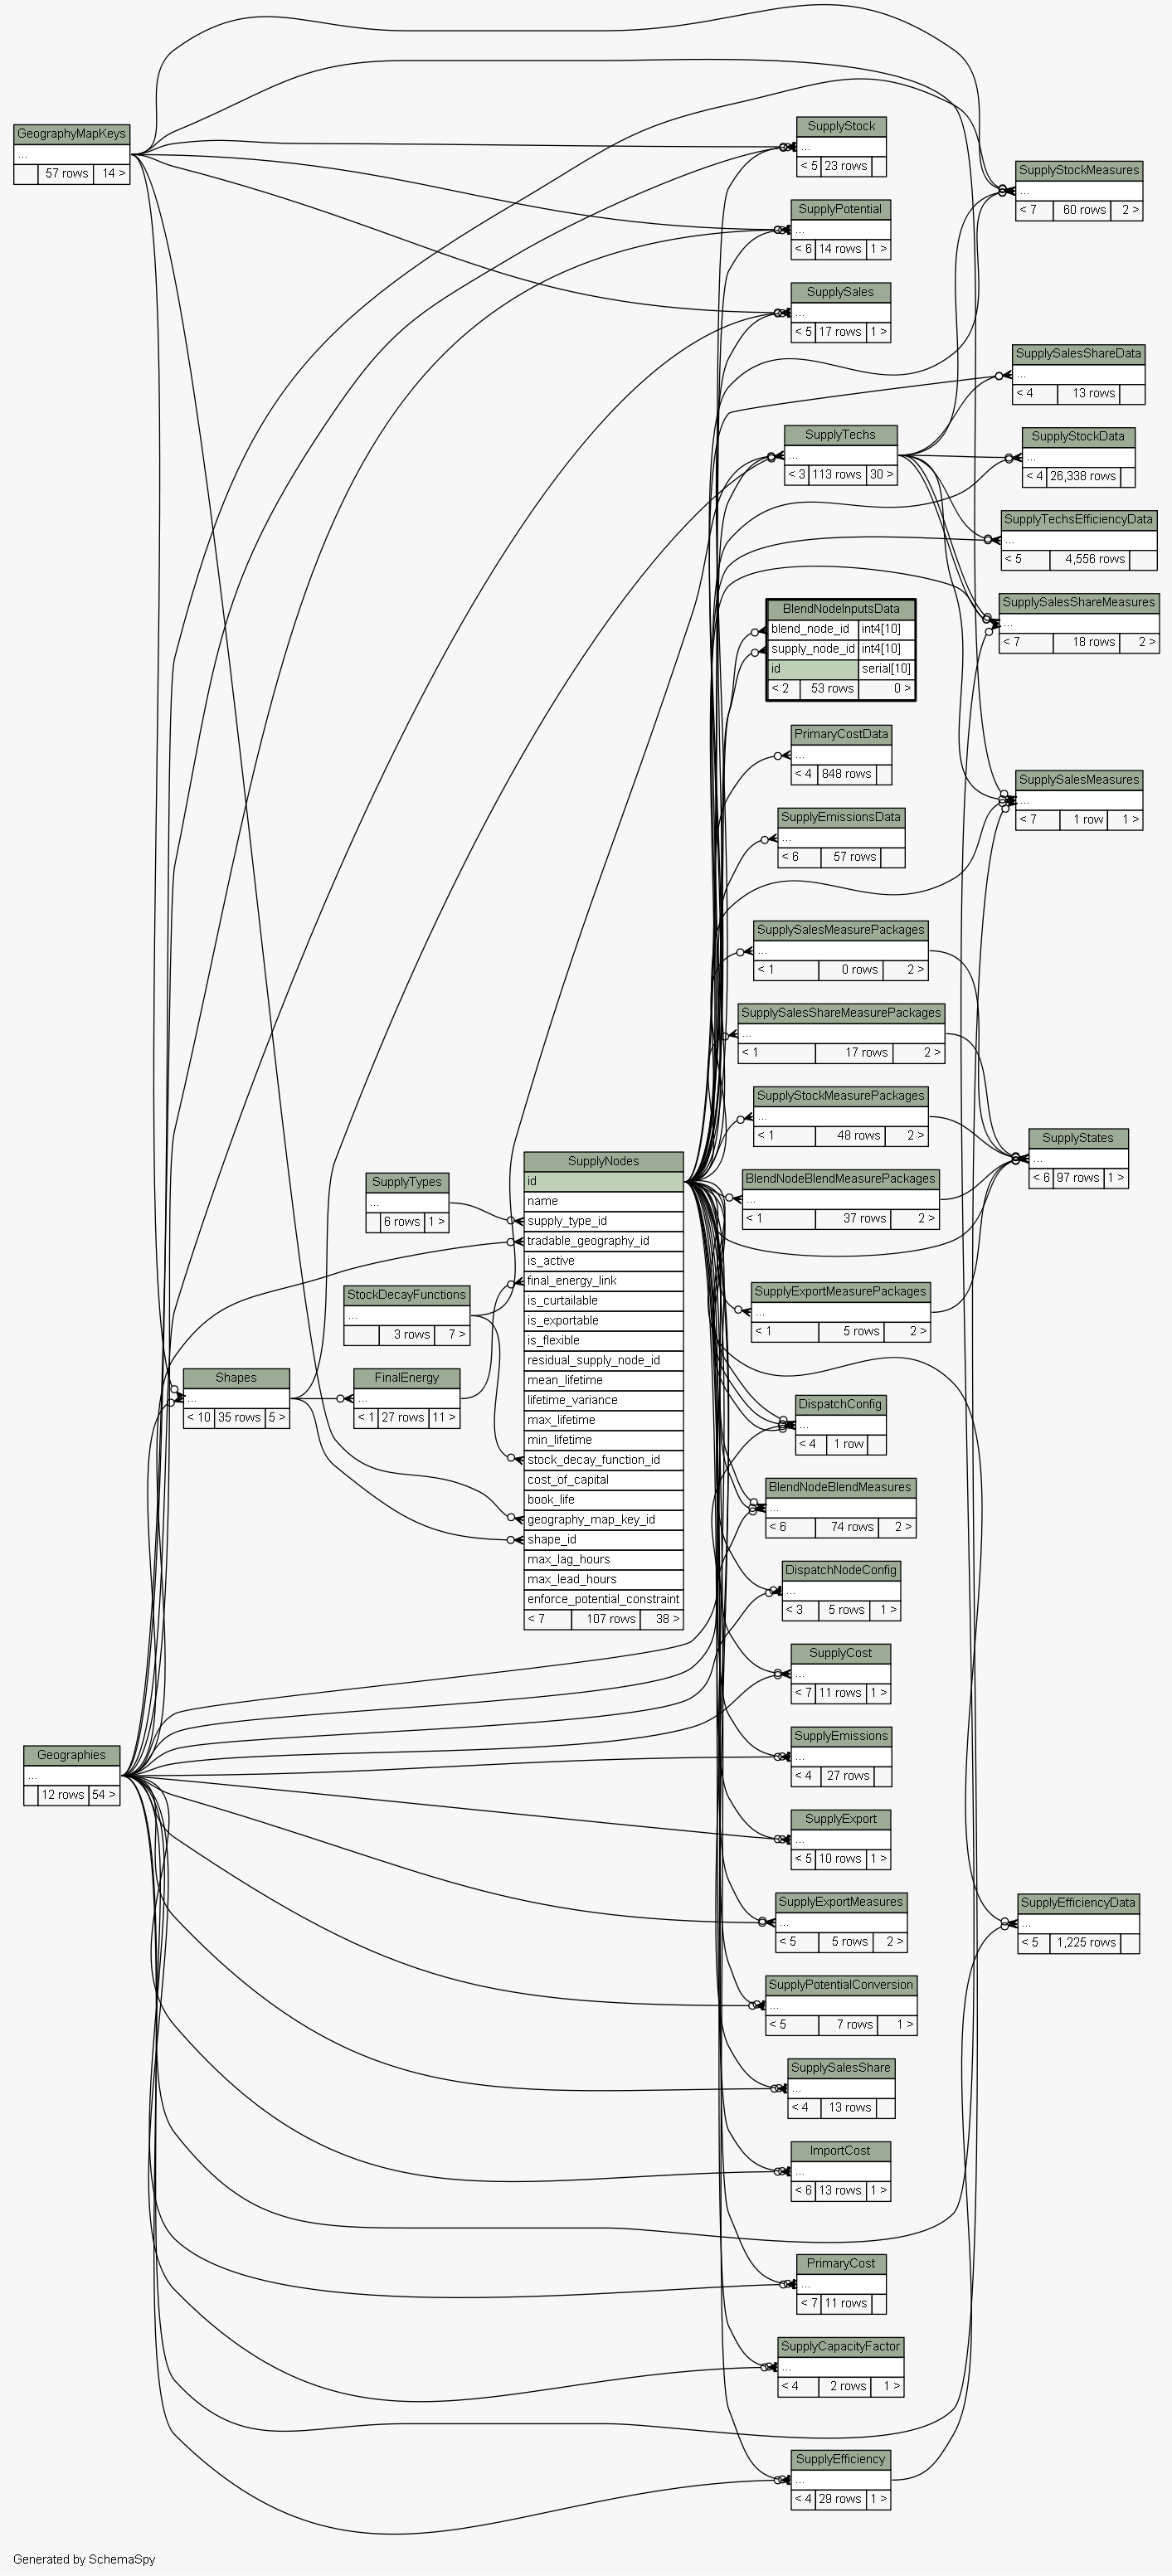 GeographyMapKeys
...
57 rows 14 >
SupplyStock
...
< 5 23 rows
SupplyStockMeasures
...
< 7 60 rows 2 >
SupplyPotential
...
< 6 14 rows 1 >
SupplySales
...
< 5 17 rows 1 >
SupplySalesShareData
...
< 4 13 rows
SupplyTechs
...
< 3 113 rows 30 >
SupplyStockData
...
< 4 26,338 rows
SupplyTechsEfficiencyData
...
< 5 4,556 rows
SupplySalesShareMeasures
...
< 7 18 rows 2 >
BlendNodeInputsData
blend_node_id int4[10]
supply_node_id int4[10]
id serial[10]
< 2 53 rows 0 >
PrimaryCostData
...
< 4 848 rows
SupplySalesMeasures
...
< 7 1 row 1 >
SupplyEmissionsData
...
< 6 57 rows
SupplySalesMeasurePackages
...
< 1 0 rows 2 >
SupplySalesShareMeasurePackages
...
< 1 17 rows 2 >
SupplyStockMeasurePackages
...
< 1 48 rows 2 >
SupplyStates
...
< 6 97 rows 1 >
BlendNodeBlendMeasurePackages
...
< 1 37 rows 2 >
SupplyNodes
id
name
supply_type_id
tradable_geography_id
is_active
final_energy_link
is_curtailable
is_exportable
is_flexible
residual_supply_node_id
mean_lifetime
lifetime_variance
max_lifetime
min_lifetime
stock_decay_function_id
cost_of_capital
book_life
geography_map_key_id
shape_id
max_lag_hours
max_lead_hours
enforce_potential_constraint
< 7 107 rows 38 >
SupplyTypes
...
6 rows 1 >
StockDecayFunctions
...
3 rows 7 >
Shapes
...
< 10 35 rows 5 >
FinalEnergy
...
< 1 27 rows 11 >
SupplyExportMeasurePackages
...
< 1 5 rows 2 >
DispatchConfig
...
< 4 1 row
BlendNodeBlendMeasures
...
< 6 74 rows 2 >
DispatchNodeConfig
...
< 3 5 rows 1 >
SupplyCost
...
< 7 11 rows 1 >
Geographies
...
12 rows 54 >
SupplyEmissions
...
< 4 27 rows
SupplyExport
...
< 5 10 rows 1 >
SupplyExportMeasures
...
< 5 5 rows 2 >
SupplyEfficiencyData
...
< 5 1,225 rows
SupplyPotentialConversion
...
< 5 7 rows 1 >
SupplySalesShare
...
< 4 13 rows
ImportCost
...
< 6 13 rows 1 >
PrimaryCost
...
< 7 11 rows
SupplyCapacityFactor
...
< 4 2 rows 1 >
SupplyEfficiency
...
< 4 29 rows 1 >
Generated by SchemaSpy